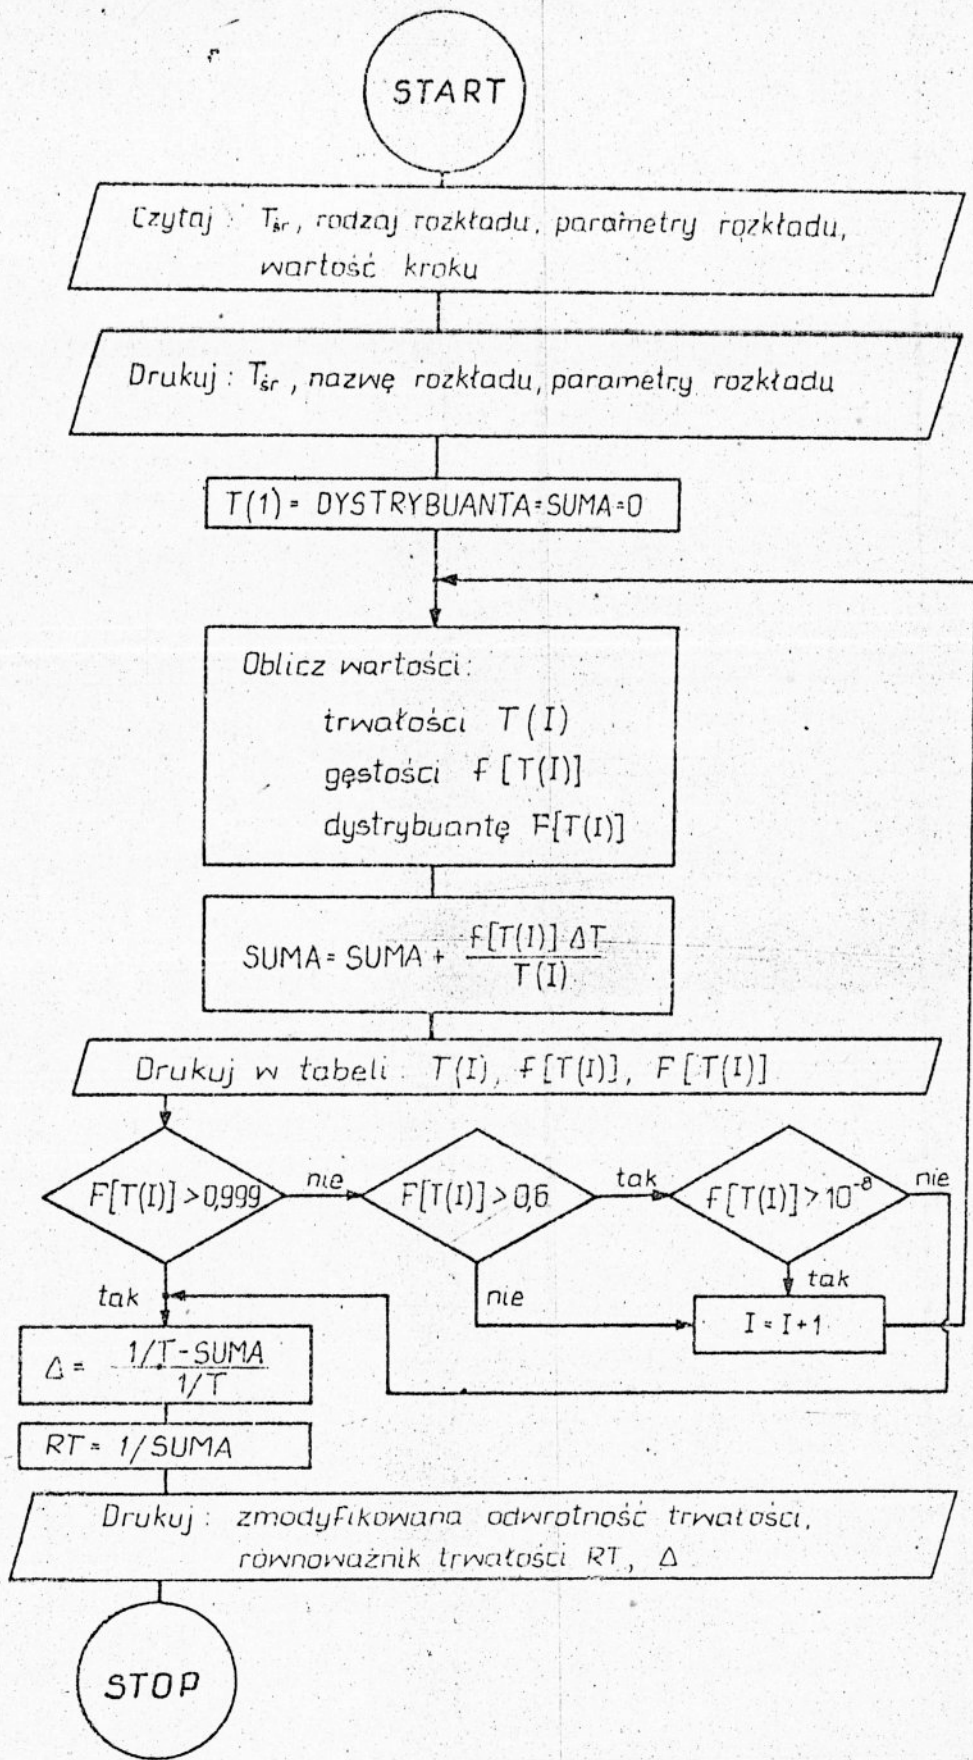 START
Czytaj : Tśr, rodzaj rozkładu, parametry rozkładu,
wartość kroku
Drukuj : Tśr, nazwę rozkładu, parametry rozkładu
T(1) = DYSTRYBUANTA=SUMA=0
Oblicz wartości:
trwałości T(I)
gęstości f[T(I)]
dystrybuantę F[T(I)]
SUMA = SUMA + f[T(I)] ΔT / T(I)
Drukuj w tabeli : T(I), f[T(I)], F[T(I)]
F[T(I)] > 0,999
nie
F[T(I)] > 0,6
tak
f[T(I)] > 10⁻⁸
nie
tak
nie
tak
I = I+1
Δ = 1/T - SUMA / 1/T
RT = 1/SUMA
Drukuj : zmodyfikowana odwrotność trwałości,
równoważnik trwałości RT, Δ
STOP